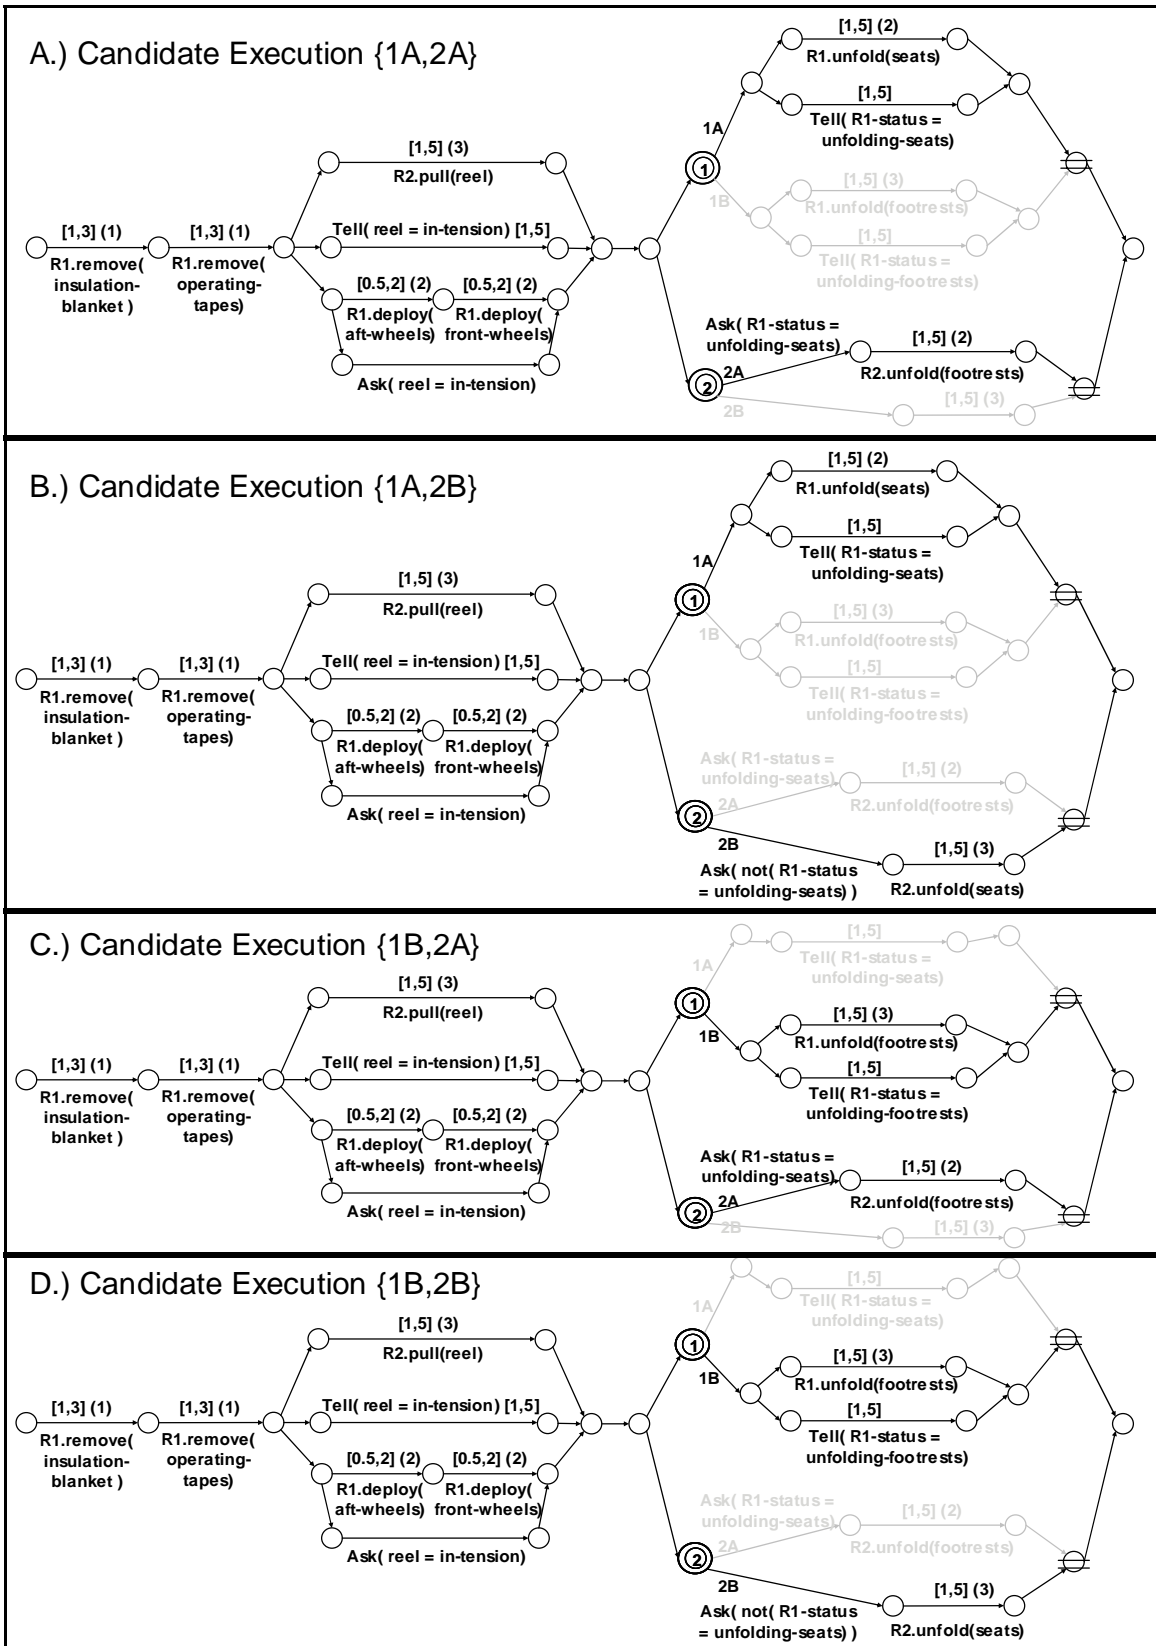 A.) Candidate Execution {1A,2A}
[1,5] (2)
R1.unfold(seats)
[1,5]
Tell( R1-status =
unfolding-seats)
1A
1
1B
[1,5] (3)
R1.unfold(footrests)
[1,5]
Tell( R1-status =
unfolding-footrests)
[1,5] (3)
R2.pull(reel)
Tell( reel = in-tension) [1,5]
[1,3] (1)
R1.remove(
insulation-
blanket )
[1,3] (1)
R1.remove(
operating-
tapes)
[0.5,2] (2)
R1.deploy(
aft-wheels)
[0.5,2] (2)
R1.deploy(
front-wheels)
Ask( reel = in-tension)
Ask( R1-status =
unfolding-seats)
2A
2
2B
[1,5] (2)
R2.unfold(footrests)
[1,5] (3)
B.) Candidate Execution {1A,2B}
[1,5] (2)
R1.unfold(seats)
[1,5]
Tell( R1-status =
unfolding-seats)
1A
1
1B
[1,5] (3)
R1.unfold(footrests)
[1,5]
Tell( R1-status =
unfolding-footrests)
[1,5] (3)
R2.pull(reel)
Tell( reel = in-tension) [1,5]
[1,3] (1)
R1.remove(
insulation-
blanket )
[1,3] (1)
R1.remove(
operating-
tapes)
[0.5,2] (2)
R1.deploy(
aft-wheels)
[0.5,2] (2)
R1.deploy(
front-wheels)
Ask( reel = in-tension)
Ask( R1-status =
unfolding-seats)
2A
2
2B
[1,5] (2)
R2.unfold(footrests)
Ask( not( R1-status
= unfolding-seats) )
[1,5] (3)
R2.unfold(seats)
C.) Candidate Execution {1B,2A}
[1,5]
Tell( R1-status =
unfolding-seats)
1A
1
1B
[1,5] (3)
R1.unfold(footrests)
[1,5]
Tell( R1-status =
unfolding-footrests)
[1,5] (3)
R2.pull(reel)
Tell( reel = in-tension) [1,5]
[1,3] (1)
R1.remove(
insulation-
blanket )
[1,3] (1)
R1.remove(
operating-
tapes)
[0.5,2] (2)
R1.deploy(
aft-wheels)
[0.5,2] (2)
R1.deploy(
front-wheels)
Ask( reel = in-tension)
Ask( R1-status =
unfolding-seats)
2A
2
2B
[1,5] (2)
R2.unfold(footrests)
[1,5] (3)
D.) Candidate Execution {1B,2B}
[1,5]
Tell( R1-status =
unfolding-seats)
1A
1
1B
[1,5] (3)
R1.unfold(footrests)
[1,5]
Tell( R1-status =
unfolding-footrests)
[1,5] (3)
R2.pull(reel)
Tell( reel = in-tension) [1,5]
[1,3] (1)
R1.remove(
insulation-
blanket )
[1,3] (1)
R1.remove(
operating-
tapes)
[0.5,2] (2)
R1.deploy(
aft-wheels)
[0.5,2] (2)
R1.deploy(
front-wheels)
Ask( reel = in-tension)
Ask( R1-status =
unfolding-seats)
2A
2
2B
[1,5] (2)
R2.unfold(footrests)
Ask( not( R1-status
= unfolding-seats) )
[1,5] (3)
R2.unfold(seats)